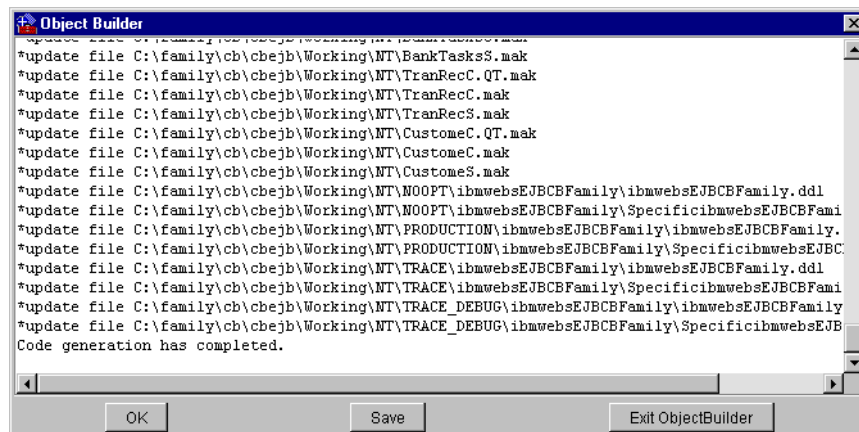 Object Builder
*update file C:\family\cb\cbejb\Working\NT\BankTasksS.mak
*update file C:\family\cb\cbejb\Working\NT\TranRecC.QT.mak
*update file C:\family\cb\cbejb\Working\NT\TranRecC.mak
*update file C:\family\cb\cbejb\Working\NT\TranRecS.mak
*update file C:\family\cb\cbejb\Working\NT\CustomeC.QT.mak
*update file C:\family\cb\cbejb\Working\NT\CustomeC.mak
*update file C:\family\cb\cbejb\Working\NT\CustomeS.mak
*update file C:\family\cb\cbejb\Working\NT\NOOPT\ibmwebsEJBCBFamily\ibmwebsEJBCBFamily.ddl
*update file C:\family\cb\cbejb\Working\NT\NOOPT\ibmwebsEJBCBFamily\SpecificibmwebsEJBCBFami
*update file C:\family\cb\cbejb\Working\NT\PRODUCTION\ibmwebsEJBCBFamily\ibmwebsEJBCBFamily.
*update file C:\family\cb\cbejb\Working\NT\PRODUCTION\ibmwebsEJBCBFamily\SpecificibmwebsEJBC
*update file C:\family\cb\cbejb\Working\NT\TRACE\ibmwebsEJBCBFamily\ibmwebsEJBCBFamily.ddl
*update file C:\family\cb\cbejb\Working\NT\TRACE\ibmwebsEJBCBFamily\SpecificibmwebsEJBCBFami
*update file C:\family\cb\cbejb\Working\NT\TRACE_DEBUG\ibmwebsEJBCBFamily\ibmwebsEJBCBFamily
*update file C:\family\cb\cbejb\Working\NT\TRACE_DEBUG\ibmwebsEJBCBFamily\SpecificibmwebsEJB
Code generation has completed.
OK
Save
Exit ObjectBuilder